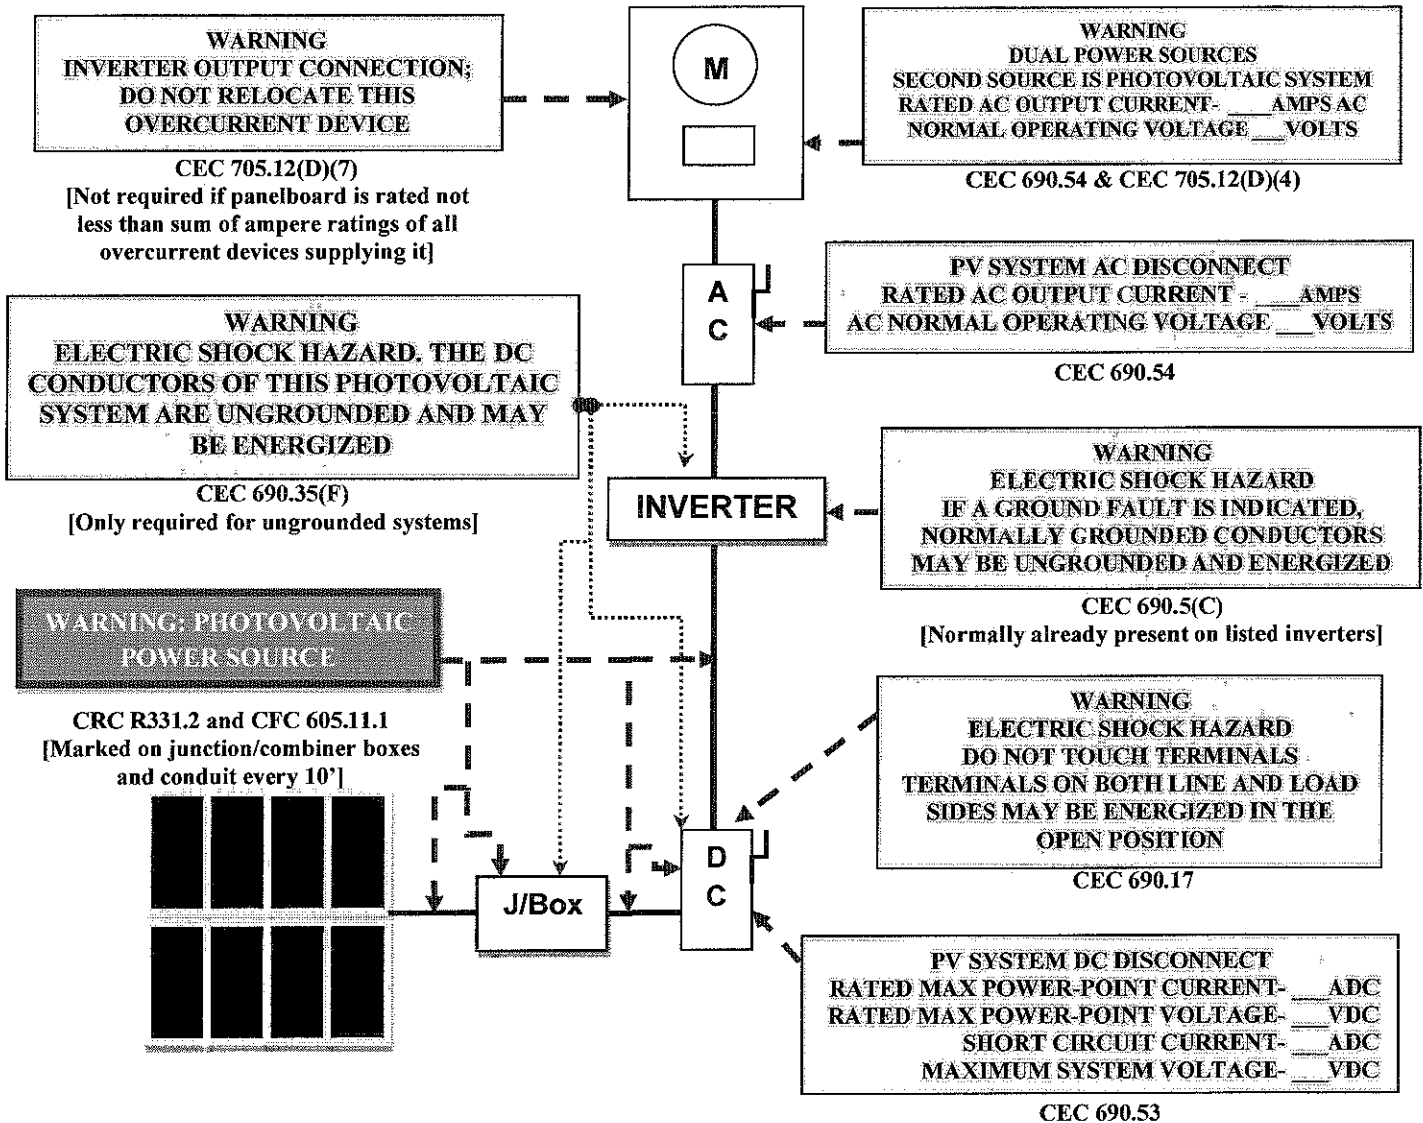 WARNING
INVERTER OUTPUT CONNECTION;
DO NOT RELOCATE THIS
OVERCURRENT DEVICE
CEC 705.12(D)(7)
[Not required if panelboard is rated not
less than sum of ampere ratings of all
overcurrent devices supplying it]
M
WARNING
DUAL POWER SOURCES
SECOND SOURCE IS PHOTOVOLTAIC SYSTEM
RATED AC OUTPUT CURRENT- ____AMPS AC
NORMAL OPERATING VOLTAGE ___VOLTS
CEC 690.54 & CEC 705.12(D)(4)
A
C
PV SYSTEM AC DISCONNECT
RATED AC OUTPUT CURRENT - ____AMPS
AC NORMAL OPERATING VOLTAGE ___VOLTS
CEC 690.54
WARNING
ELECTRIC SHOCK HAZARD. THE DC
CONDUCTORS OF THIS PHOTOVOLTAIC
SYSTEM ARE UNGROUNDED AND MAY
BE ENERGIZED
CEC 690.35(F)
[Only required for ungrounded systems]
INVERTER
WARNING
ELECTRIC SHOCK HAZARD
IF A GROUND FAULT IS INDICATED,
NORMALLY GROUNDED CONDUCTORS
MAY BE UNGROUNDED AND ENERGIZED
CEC 690.5(C)
[Normally already present on listed inverters]
WARNING: PHOTOVOLTAIC
POWER SOURCE
CRC R331.2 and CFC 605.11.1
[Marked on junction/combiner boxes
and conduit every 10’]
WARNING
ELECTRIC SHOCK HAZARD
DO NOT TOUCH TERMINALS
TERMINALS ON BOTH LINE AND LOAD
SIDES MAY BE ENERGIZED IN THE
OPEN POSITION
CEC 690.17
J/Box
D
C
PV SYSTEM DC DISCONNECT
RATED MAX POWER-POINT CURRENT- ___ADC
RATED MAX POWER-POINT VOLTAGE- ___VDC
SHORT CIRCUIT CURRENT- ___ADC
MAXIMUM SYSTEM VOLTAGE- ___VDC
CEC 690.53